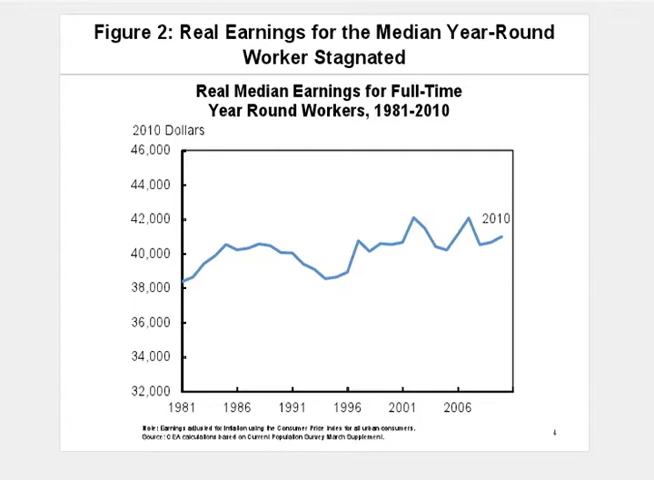 Figure 2: Real Earnings for the Median Year-Round
Worker Stagnated
Real Median Earnings for Full-Time
Year Round Workers, 1981-2010
2010 Dollars
46,000
44,000
42,000
2010
40,000
38,000
36,000
34,000
32,000
1981 1986 1991 1996 2001 2006
Note: Earnings adjusted for Inflation using the Consumer Price Index for all urban consumers.
Source: CEA calculations based on Current Population Survey March Supplement.
4